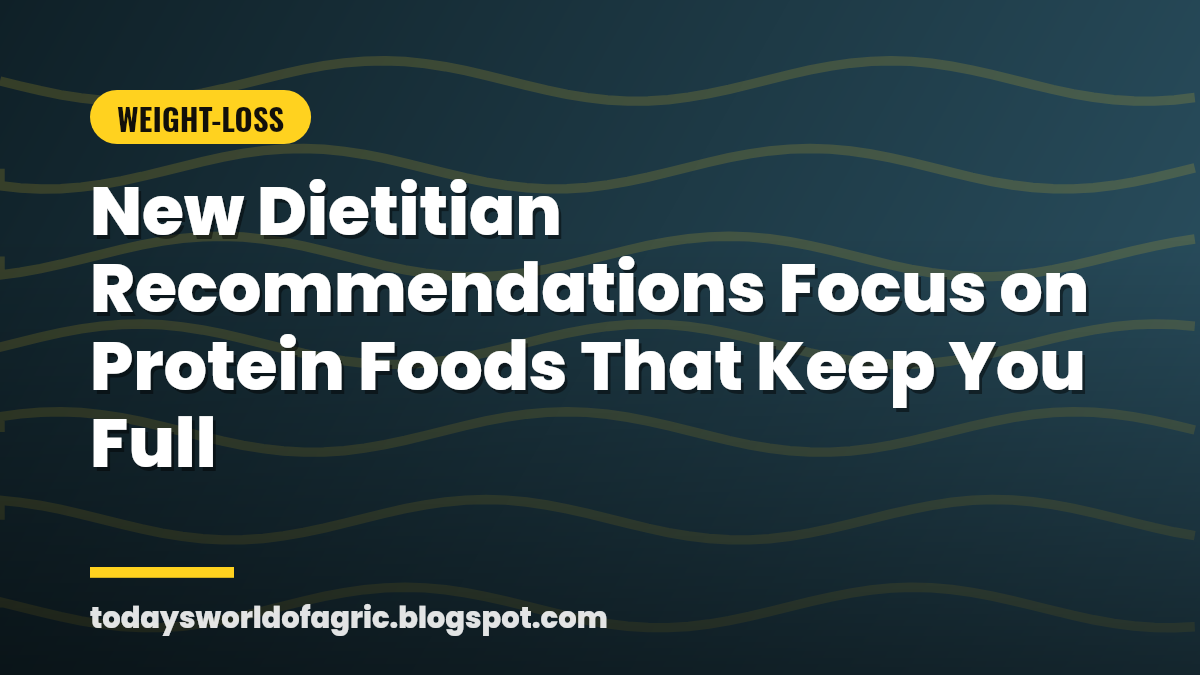 WEIGHT-LOSS
New Dietitian
Recommendations Focus on
Protein Foods That Keep You
Full
todaysworldofagric.blogspot.com